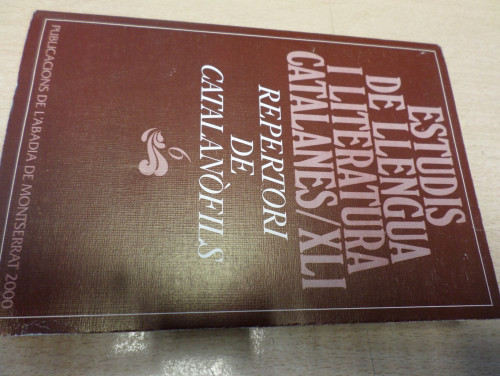 ESTUDIS
DE LLENGUA
I LITERATURA
CATALANES/XLI
REPERTORI
DE
CATALANÒFILS
6
PUBLICACIONS DE L'ABADIA DE MONTSERRAT 2000